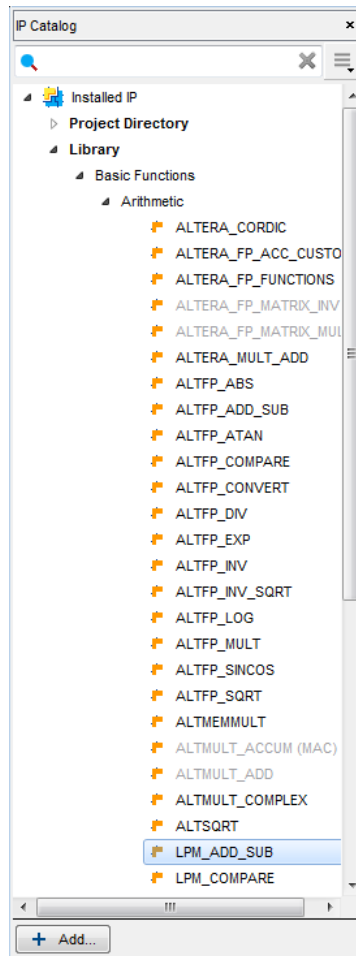 IP Catalog
Installed IP
Project Directory
Library
Basic Functions
Arithmetic
ALTERA_CORDIC
ALTERA_FP_ACC_CUSTO
ALTERA_FP_FUNCTIONS
ALTERA_FP_MATRIX_INV
ALTERA_FP_MATRIX_MUL
ALTERA_MULT_ADD
ALTFP_ABS
ALTFP_ADD_SUB
ALTFP_ATAN
ALTFP_COMPARE
ALTFP_CONVERT
ALTFP_DIV
ALTFP_EXP
ALTFP_INV
ALTFP_INV_SQRT
ALTFP_LOG
ALTFP_MULT
ALTFP_SINCOS
ALTFP_SQRT
ALTMEMMULT
ALTMULT_ACCUM (MAC)
ALTMULT_ADD
ALTMULT_COMPLEX
ALTSQRT
LPM_ADD_SUB
LPM_COMPARE
+ Add...